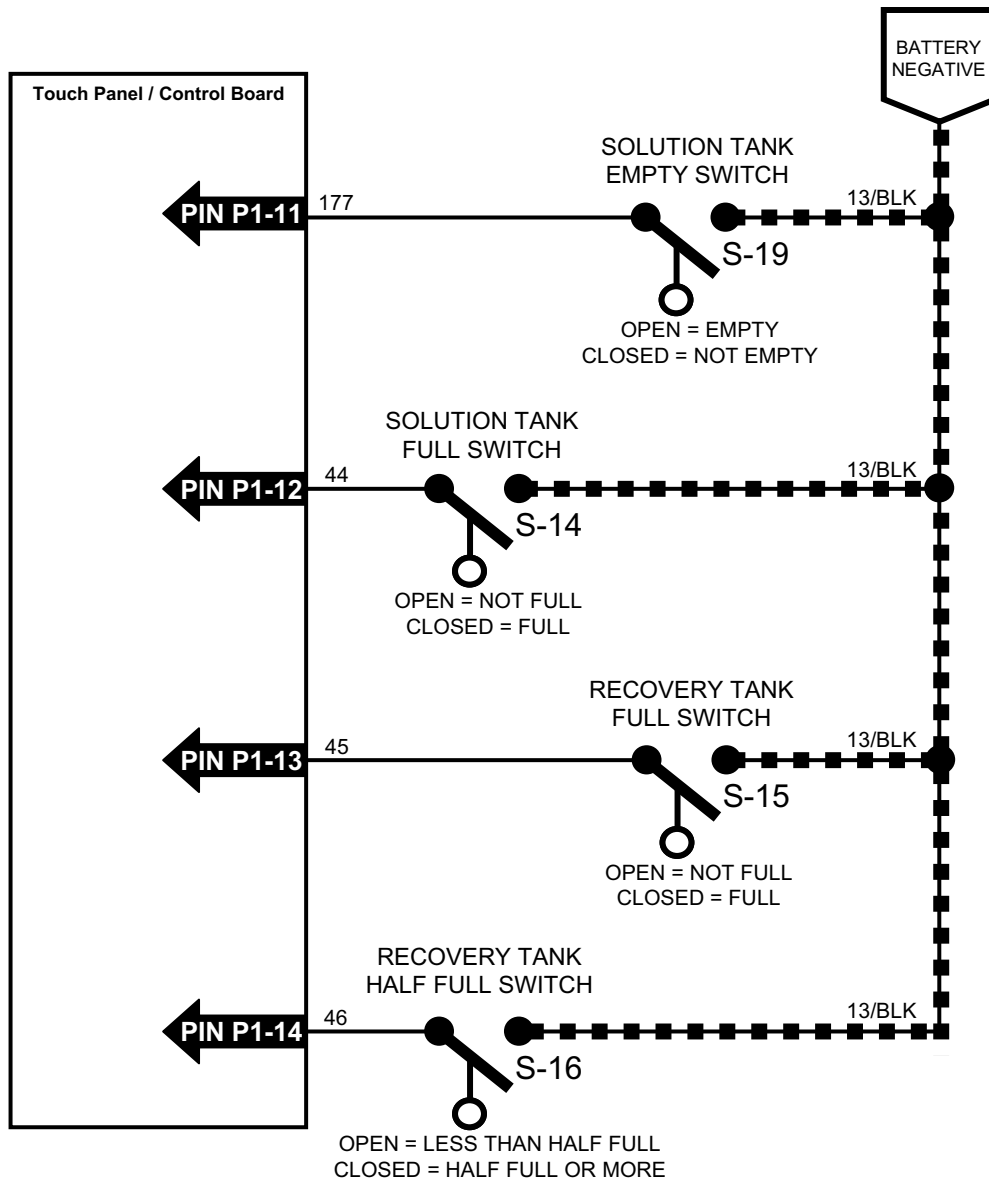 BATTERY
NEGATIVE
Touch Panel / Control Board
SOLUTION TANK
EMPTY SWITCH
PIN P1-11
177
13/BLK
S-19
OPEN = EMPTY
CLOSED = NOT EMPTY
SOLUTION TANK
FULL SWITCH
PIN P1-12
44
13/BLK
S-14
OPEN = NOT FULL
CLOSED = FULL
RECOVERY TANK
FULL SWITCH
PIN P1-13
45
13/BLK
S-15
OPEN = NOT FULL
CLOSED = FULL
RECOVERY TANK
HALF FULL SWITCH
PIN P1-14
46
13/BLK
S-16
OPEN = LESS THAN HALF FULL
CLOSED = HALF FULL OR MORE